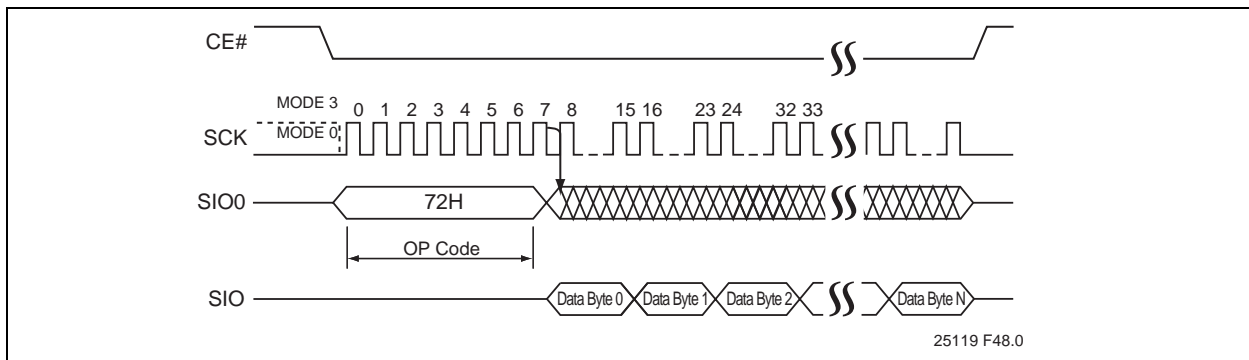 CE#
MODE 3
0 1 2 3 4 5 6 7 8 15 16 23 24 32 33
SCK
MODE 0
SIO0
72H
OP Code
SIO
Data Byte 0
Data Byte 1
Data Byte 2
Data Byte N
25119 F48.0